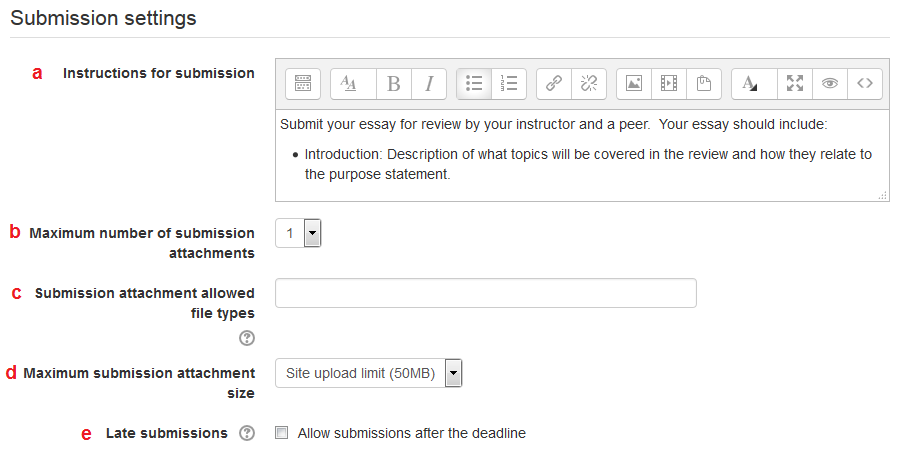 Submission settings
a Instructions for submission
AA B I A
Submit your essay for review by your instructor and a peer. Your essay should include:
• Introduction: Description of what topics will be covered in the review and how they relate to
the purpose statement.
b Maximum number of submission 1
attachments
c Submission attachment allowed
file types
?
d Maximum submission attachment Site upload limit (50MB)
size
e Late submissions ? Allow submissions after the deadline